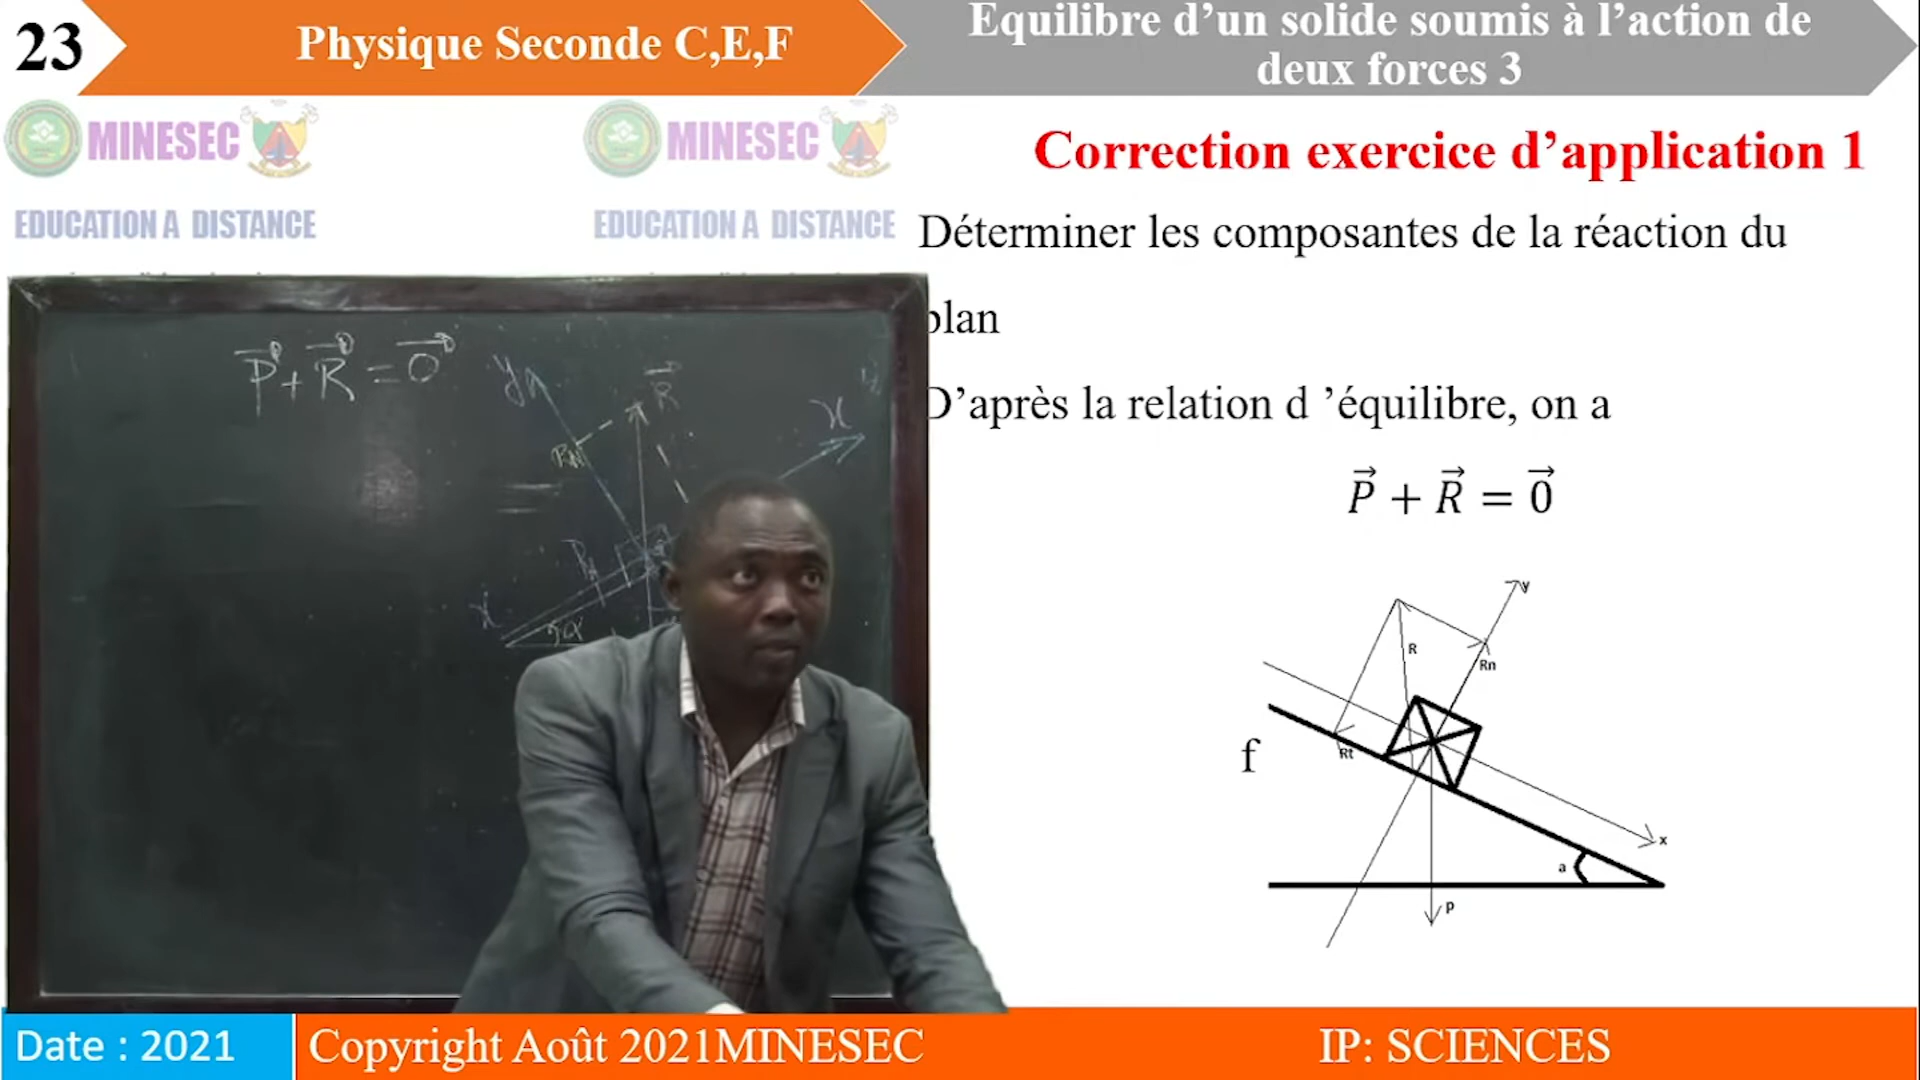 23
Physique Seconde C,E,F
Equilibre d’un solide soumis à l’action de
deux forces 3
MINESEC
EDUCATION A DISTANCE
MINESEC
EDUCATION A DISTANCE
Correction exercice d’application 1
Déterminer les composantes de la réaction du
plan
D’après la relation d ’équilibre, on a
P⃗ + R⃗ = 0⃗
y
R
Rn
f
Rt
x
a
p
P⃗ + R⃗ = 0⃗
y
R⃗
x
RN
x
α
Date : 2021
Copyright Août 2021MINESEC
IP: SCIENCES